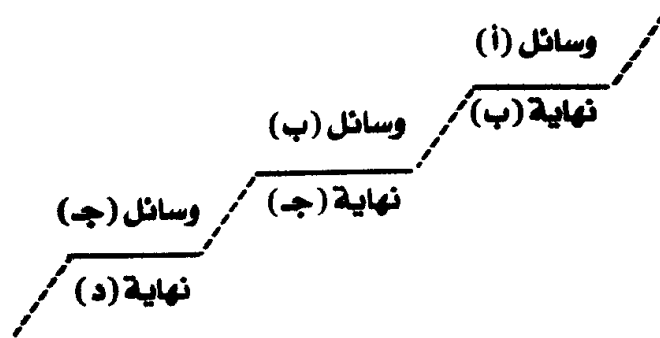 وسائل (أ)
نهاية (ب)
وسائل (ب)
نهاية (جـ)
وسائل (جـ)
نهاية (د)